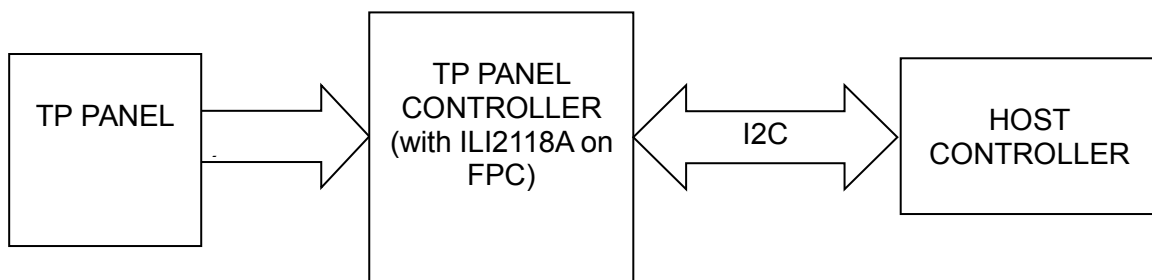 TP PANEL
TP PANEL
CONTROLLER
(with ILI2118A on
FPC)
I2C
HOST
CONTROLLER